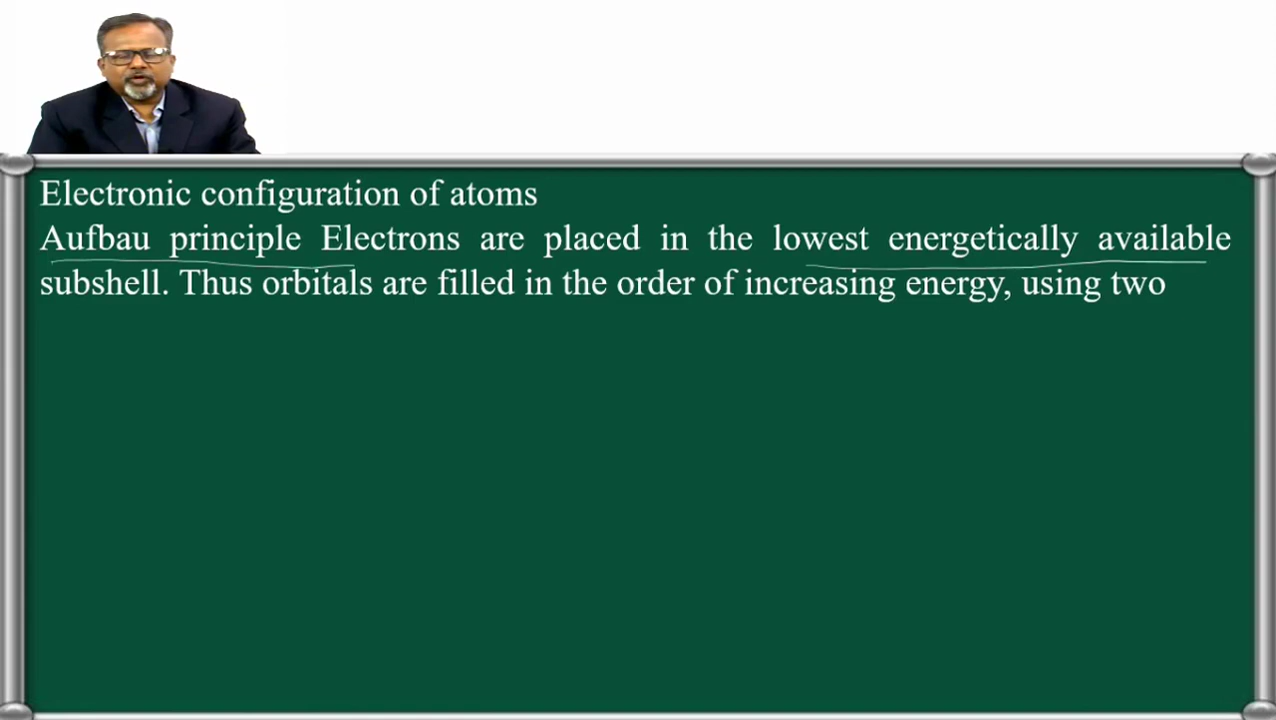 Electronic configuration of atoms
Aufbau principle Electrons are placed in the lowest energetically available
subshell. Thus orbitals are filled in the order of increasing energy, using two